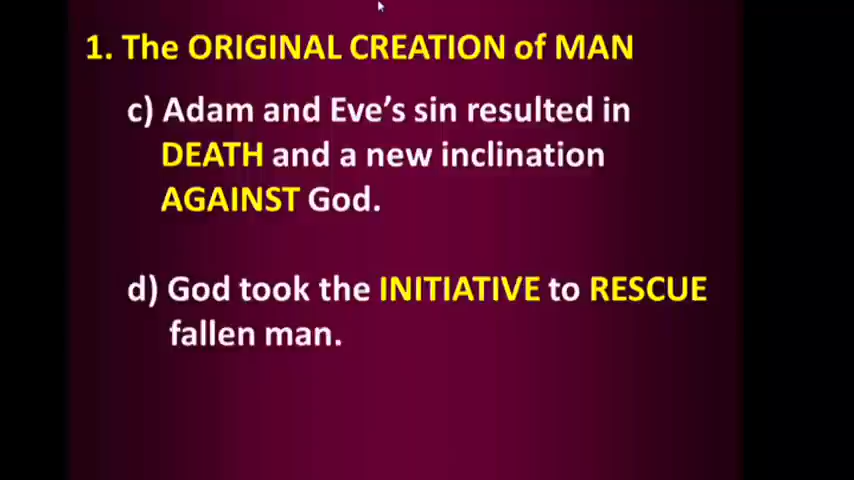 1. The ORIGINAL CREATION of MAN
c) Adam and Eve's sin resulted in
DEATH and a new inclination
AGAINST God.
d) God took the INITIATIVE to RESCUE
fallen man.